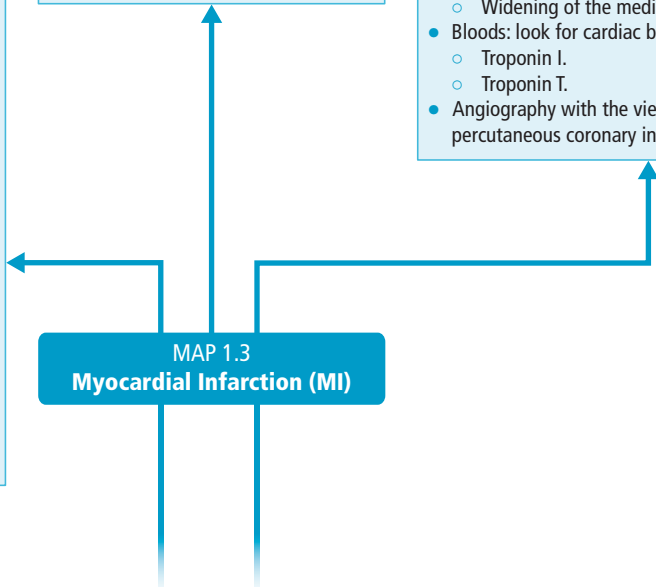 ○ Widening of the medi
● Bloods: look for cardiac b
○ Troponin I.
○ Troponin T.
● Angiography with the vie
percutaneous coronary in
MAP 1.3
Myocardial Infarction (MI)